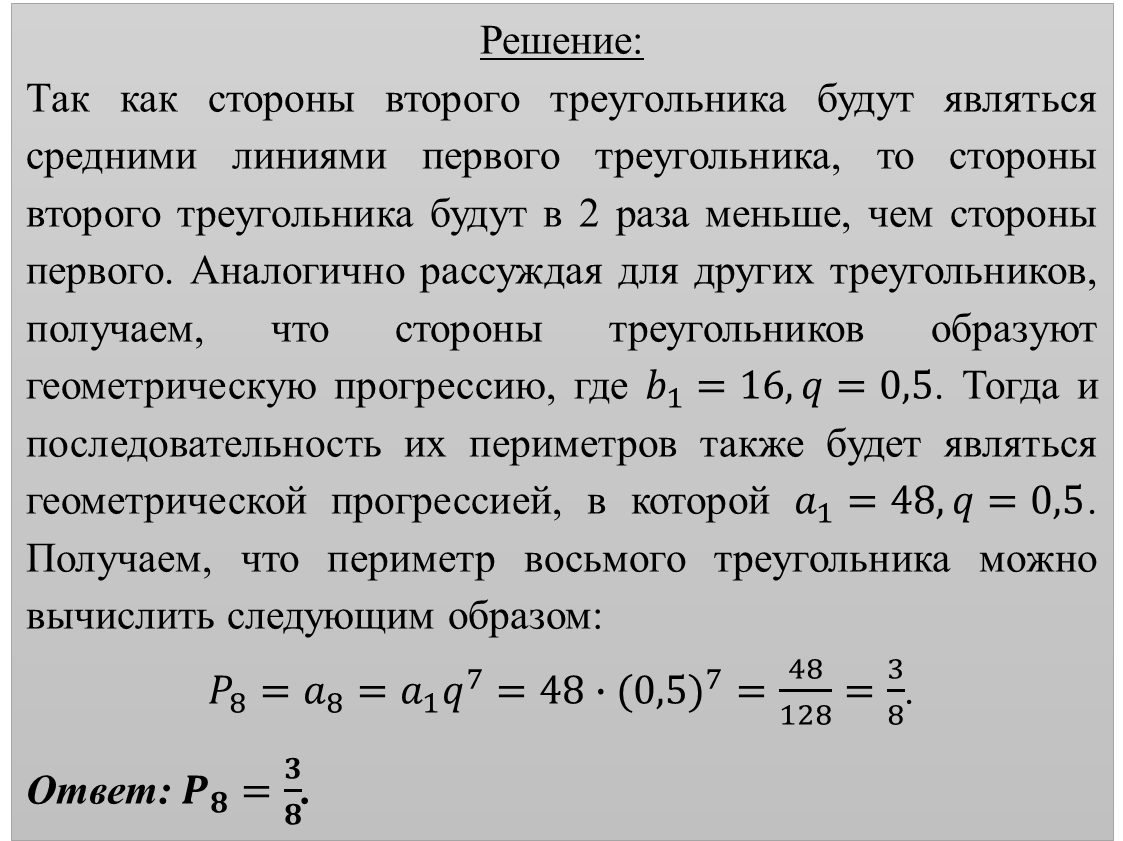 Решение:
Так как стороны второго треугольника будут являться
средними линиями первого треугольника, то стороны
второго треугольника будут в 2 раза меньше, чем стороны
первого. Аналогично рассуждая для других треугольников,
получаем, что стороны треугольников образуют
геометрическую прогрессию, где b₁ = 16, q = 0,5. Тогда и
последовательность их периметров также будет являться
геометрической прогрессией, в которой a₁ = 48, q = 0,5.
Получаем, что периметр восьмого треугольника можно
вычислить следующим образом:
P₈ = a₈ = a₁q⁷ = 48 · (0,5)⁷ = 48/128 = 3/8.
Ответ: P₈ = 3/8.